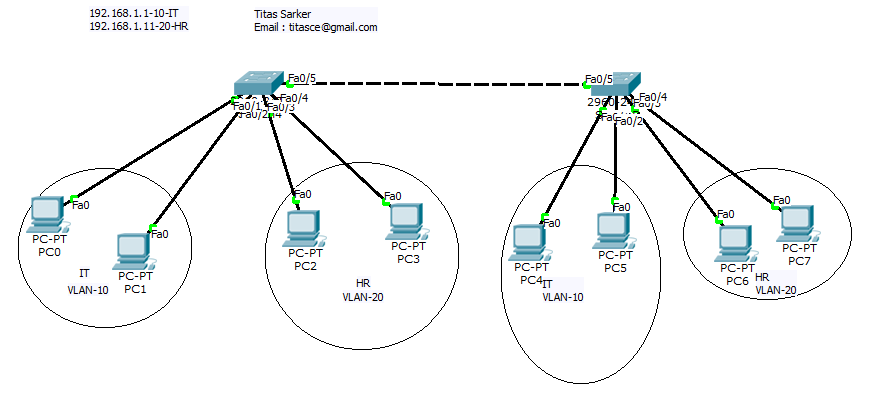 192.168.1.1-10-IT
192.168.1.11-20-HR
Titas Sarker
Email : titasce@gmail.com
Fa0/5
Fa0/4
Fa0/3
Fa0/1
Fa0/2
Fa0/5
2960-24
Fa0/4
Fa0/3
Fa0/2
Fa0
PC-PT
PC0
Fa0
PC-PT
PC1
IT
VLAN-10
Fa0
PC-PT
PC2
Fa0
PC-PT
PC3
HR
VLAN-20
Fa0
PC-PT
PC4
Fa0
PC-PT
PC5
IT
VLAN-10
Fa0
PC-PT
PC6
Fa0
PC-PT
PC7
HR
VLAN-20